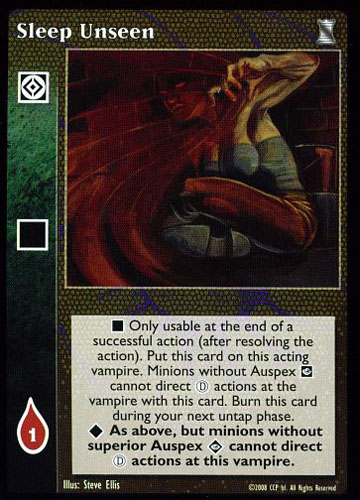 Sleep Unseen
Only usable at the end of a
successful action (after resolving the
action). Put this card on this acting
vampire. Minions without Auspex
cannot direct D actions at the
vampire with this card. Burn this card
during your next untap phase.
As above, but minions without
superior Auspex cannot direct
D actions at this vampire.
1
Illus: Steve Ellis
©2008 CCP hf. All Rights Reserved